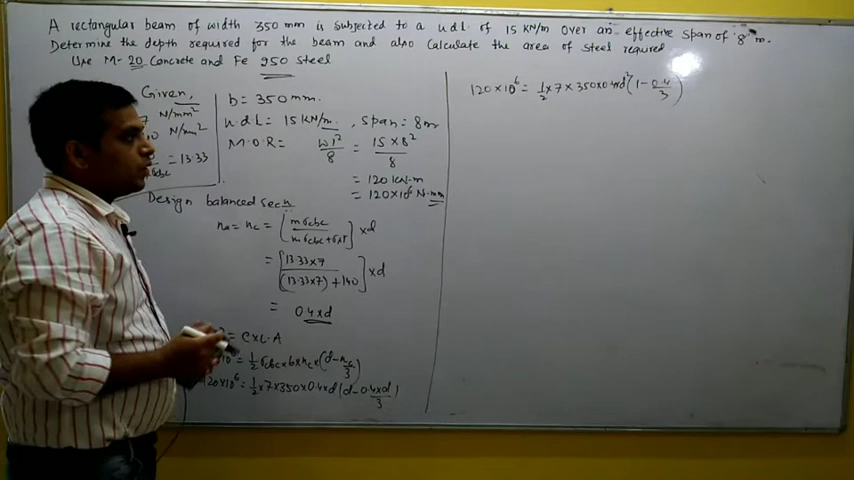 A rectangular beam of width 350 mm is subjected to a u.d.l. of 15 KN/m over an effective span of 8 m.
Determine the depth required for the beam and also calculate the area of steel required
Use M-20 Concrete and Fe 250 steel
Given,
7 N/mm²
N/mm²
= 13.33
b = 350 mm.
u.d.l = 15 KN/m, Span = 8m
M.O.R = wl²/8 = 15 × 8²/8
= 120 KN-m
= 120×10⁶ N-mm
Design balanced secn
na = nc = [mσcbc/mσcbc+σst] × d
= [13.33×7/(13.33×7)+140] × d
= 0.4×d
= C×L.A
= 1/2 σcbc×b×nc×(d-nc/3)
120×10⁶ = 1/2×7×350×0.4×d(d-0.4×d/3)
120×10⁶ = 1/2×7×350×0.4×d²(1-0.4/3)